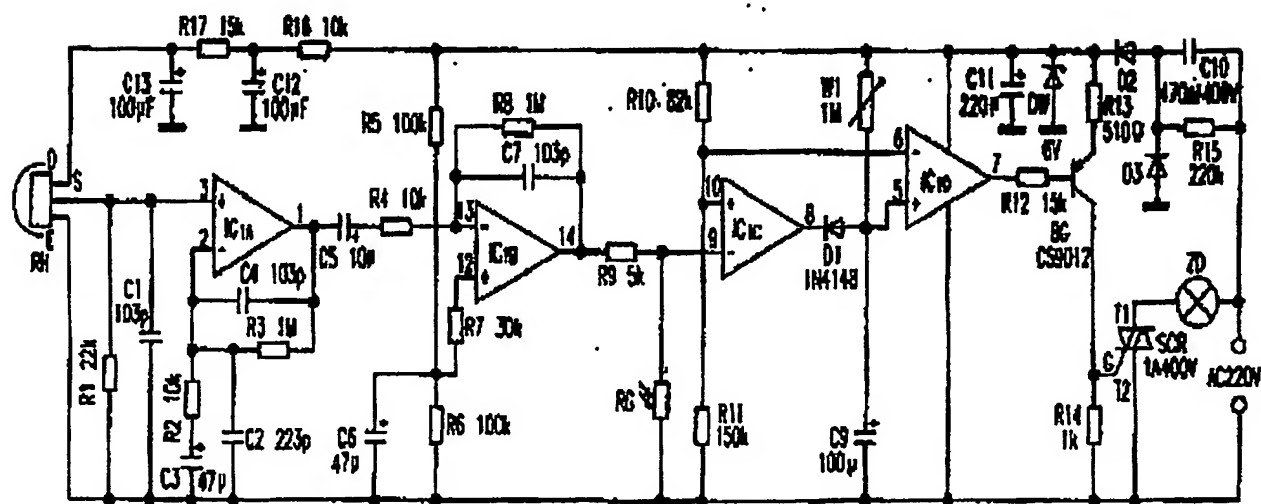 R17 15k
R16 10k
C13
100μF
C12
100μF
R5 100k
R8 1M
C7 103p
R10 82k
W1
1M
C11
220μ
DW
6V
D2
C10
R13
510Ω
R15
220k
D3
D
S
E
3
2
1
IC1A
R4 10k
C5 10μ
13
12
14
IC1B
R9 5k
10
9
8
IC1C
D1
1N4148
6
5
7
IC1D
R12 15k
BG
CS9012
ZD
C4 103p
R3 1M
C1
103p
R1 22k
R2
10k
C3
47μ
C2 223p
R7 30k
C6
47μ
R6 100k
R11
150k
C9
100μ
T1
G
T2
SCR
1A400V
R14
1k
AC220V